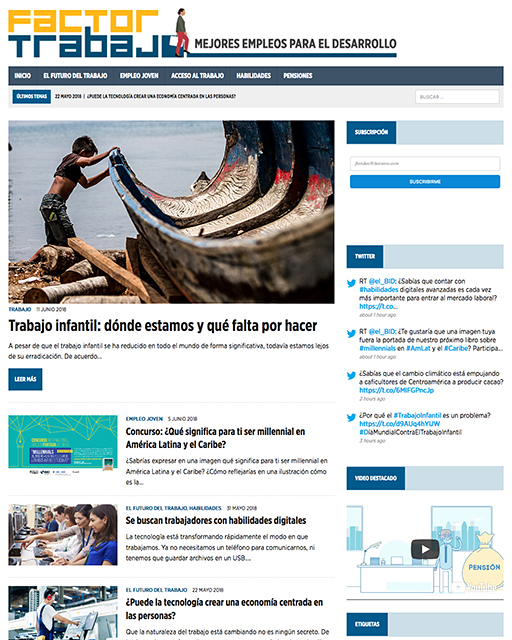 FACTOR
TRABAJO
MEJORES EMPLEOS PARA EL DESARROLLO
INICIO EL FUTURO DEL TRABAJO EMPLEO JOVEN ACCESO AL TRABAJO HABILIDADES PENSIONES
ÚLTIMOS TEMAS 22 MAYO 2018 | ¿PUEDE LA TECNOLOGÍA CREAR UNA ECONOMÍA CENTRADA EN LAS PERSONAS? BUSCAR ...
TRABAJO 11 JUNIO 2018
Trabajo infantil: dónde estamos y qué falta por hacer
A pesar de que el trabajo infantil se ha reducido en todo el mundo de forma significativa, todavía estamos lejos
de su erradicación. De acuerdo...
LEER MÁS
EMPLEO JOVEN 5 JUNIO 2018
Concurso: ¿Qué significa para ti ser millennial en
América Latina y el Caribe?
¿Sabrías expresar en una imagen qué significa para ti ser millennial en
América Latina y el Caribe? ¿Cómo reflejarías en una ilustración cómo
es la...
EL FUTURO DEL TRABAJO, HABILIDADES 31 MAYO 2018
Se buscan trabajadores con habilidades digitales
La tecnología está transformando rápidamente el modo en que
trabajamos. Ya no necesitamos un teléfono para comunicarnos, ni
tenemos que guardar archivos en un USB....
EL FUTURO DEL TRABAJO 22 MAYO 2018
¿Puede la tecnología crear una economía centrada en
las personas?
Que la naturaleza del trabajo está cambiando no es ningún secreto. De
SUSCRIPCIÓN
SUSCRIBIRME
TWITTER
RT @el_BID: ¿Sabías que contar con
#habilidades digitales avanzadas es cada vez
más importante para entrar al mercado laboral?
https://t.co...
about 1 hour ago
RT @el_BID: ¿Te gustaría que una imagen tuya
fuera la portada de nuestro próximo libro sobre
#millennials en #AmLat y el #Caribe? Participa...
about 1 hour ago
¿Sabías que el cambio climático está empujando
a caficultores de Centroamérica a producir cacao?
https://t.co/6MIFGPncJp
2 hours ago
¿Por qué el #TrabajoInfantil es un problema?
https://t.co/d9AUq4hYUW
#DíaMundialContraElTrabajoInfantil
3 hours ago
VIDEO DESTACADO
PENSIÓN
YouTube
ETIQUETAS